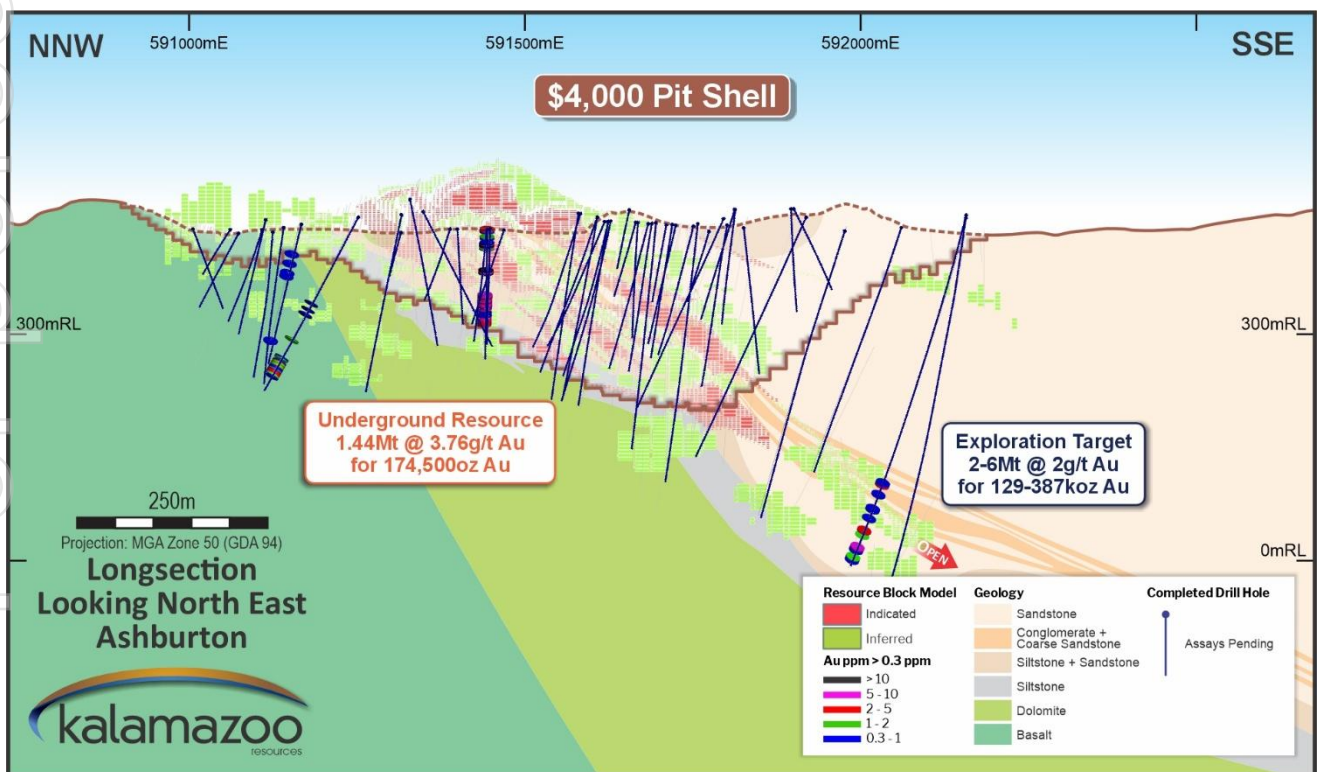 NNW
591000mE
591500mE
592000mE
SSE
$4,000 Pit Shell
300mRL
300mRL
Underground Resource
1.44Mt @ 3.76g/t Au
for 174,500oz Au
Exploration Target
2-6Mt @ 2g/t Au
for 129-387koz Au
OPEN
0mRL
250m
Projection: MGA Zone 50 (GDA 94)
Longsection
Looking North East
Ashburton
kalamazoo
resources
Resource Block Model
Indicated
Inferred
Au ppm > 0.3 ppm
>10
5 - 10
2 - 5
1 - 2
0.3 - 1
Geology
Sandstone
Conglomerate +
Coarse Sandstone
Siltstone + Sandstone
Siltstone
Dolomite
Basalt
Completed Drill Hole
Assays Pending